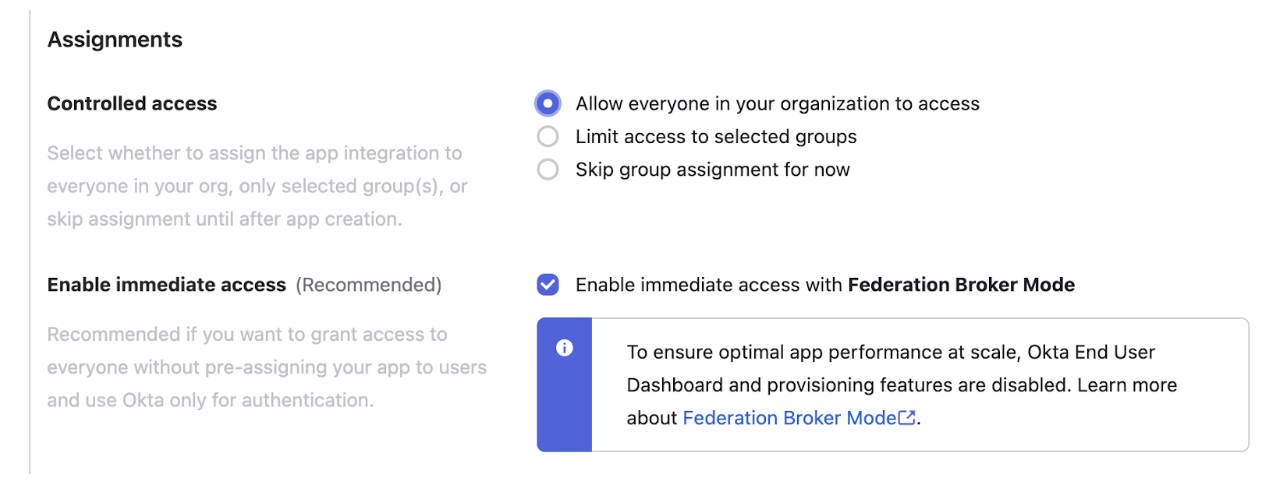 Assignments
Controlled access
Allow everyone in your organization to access
Limit access to selected groups
Skip group assignment for now
Select whether to assign the app integration to
everyone in your org, only selected group(s), or
skip assignment until after app creation.
Enable immediate access (Recommended)
Enable immediate access with Federation Broker Mode
Recommended if you want to grant access to
everyone without pre-assigning your app to users
and use Okta only for authentication.
To ensure optimal app performance at scale, Okta End User
Dashboard and provisioning features are disabled. Learn more
about Federation Broker Mode.